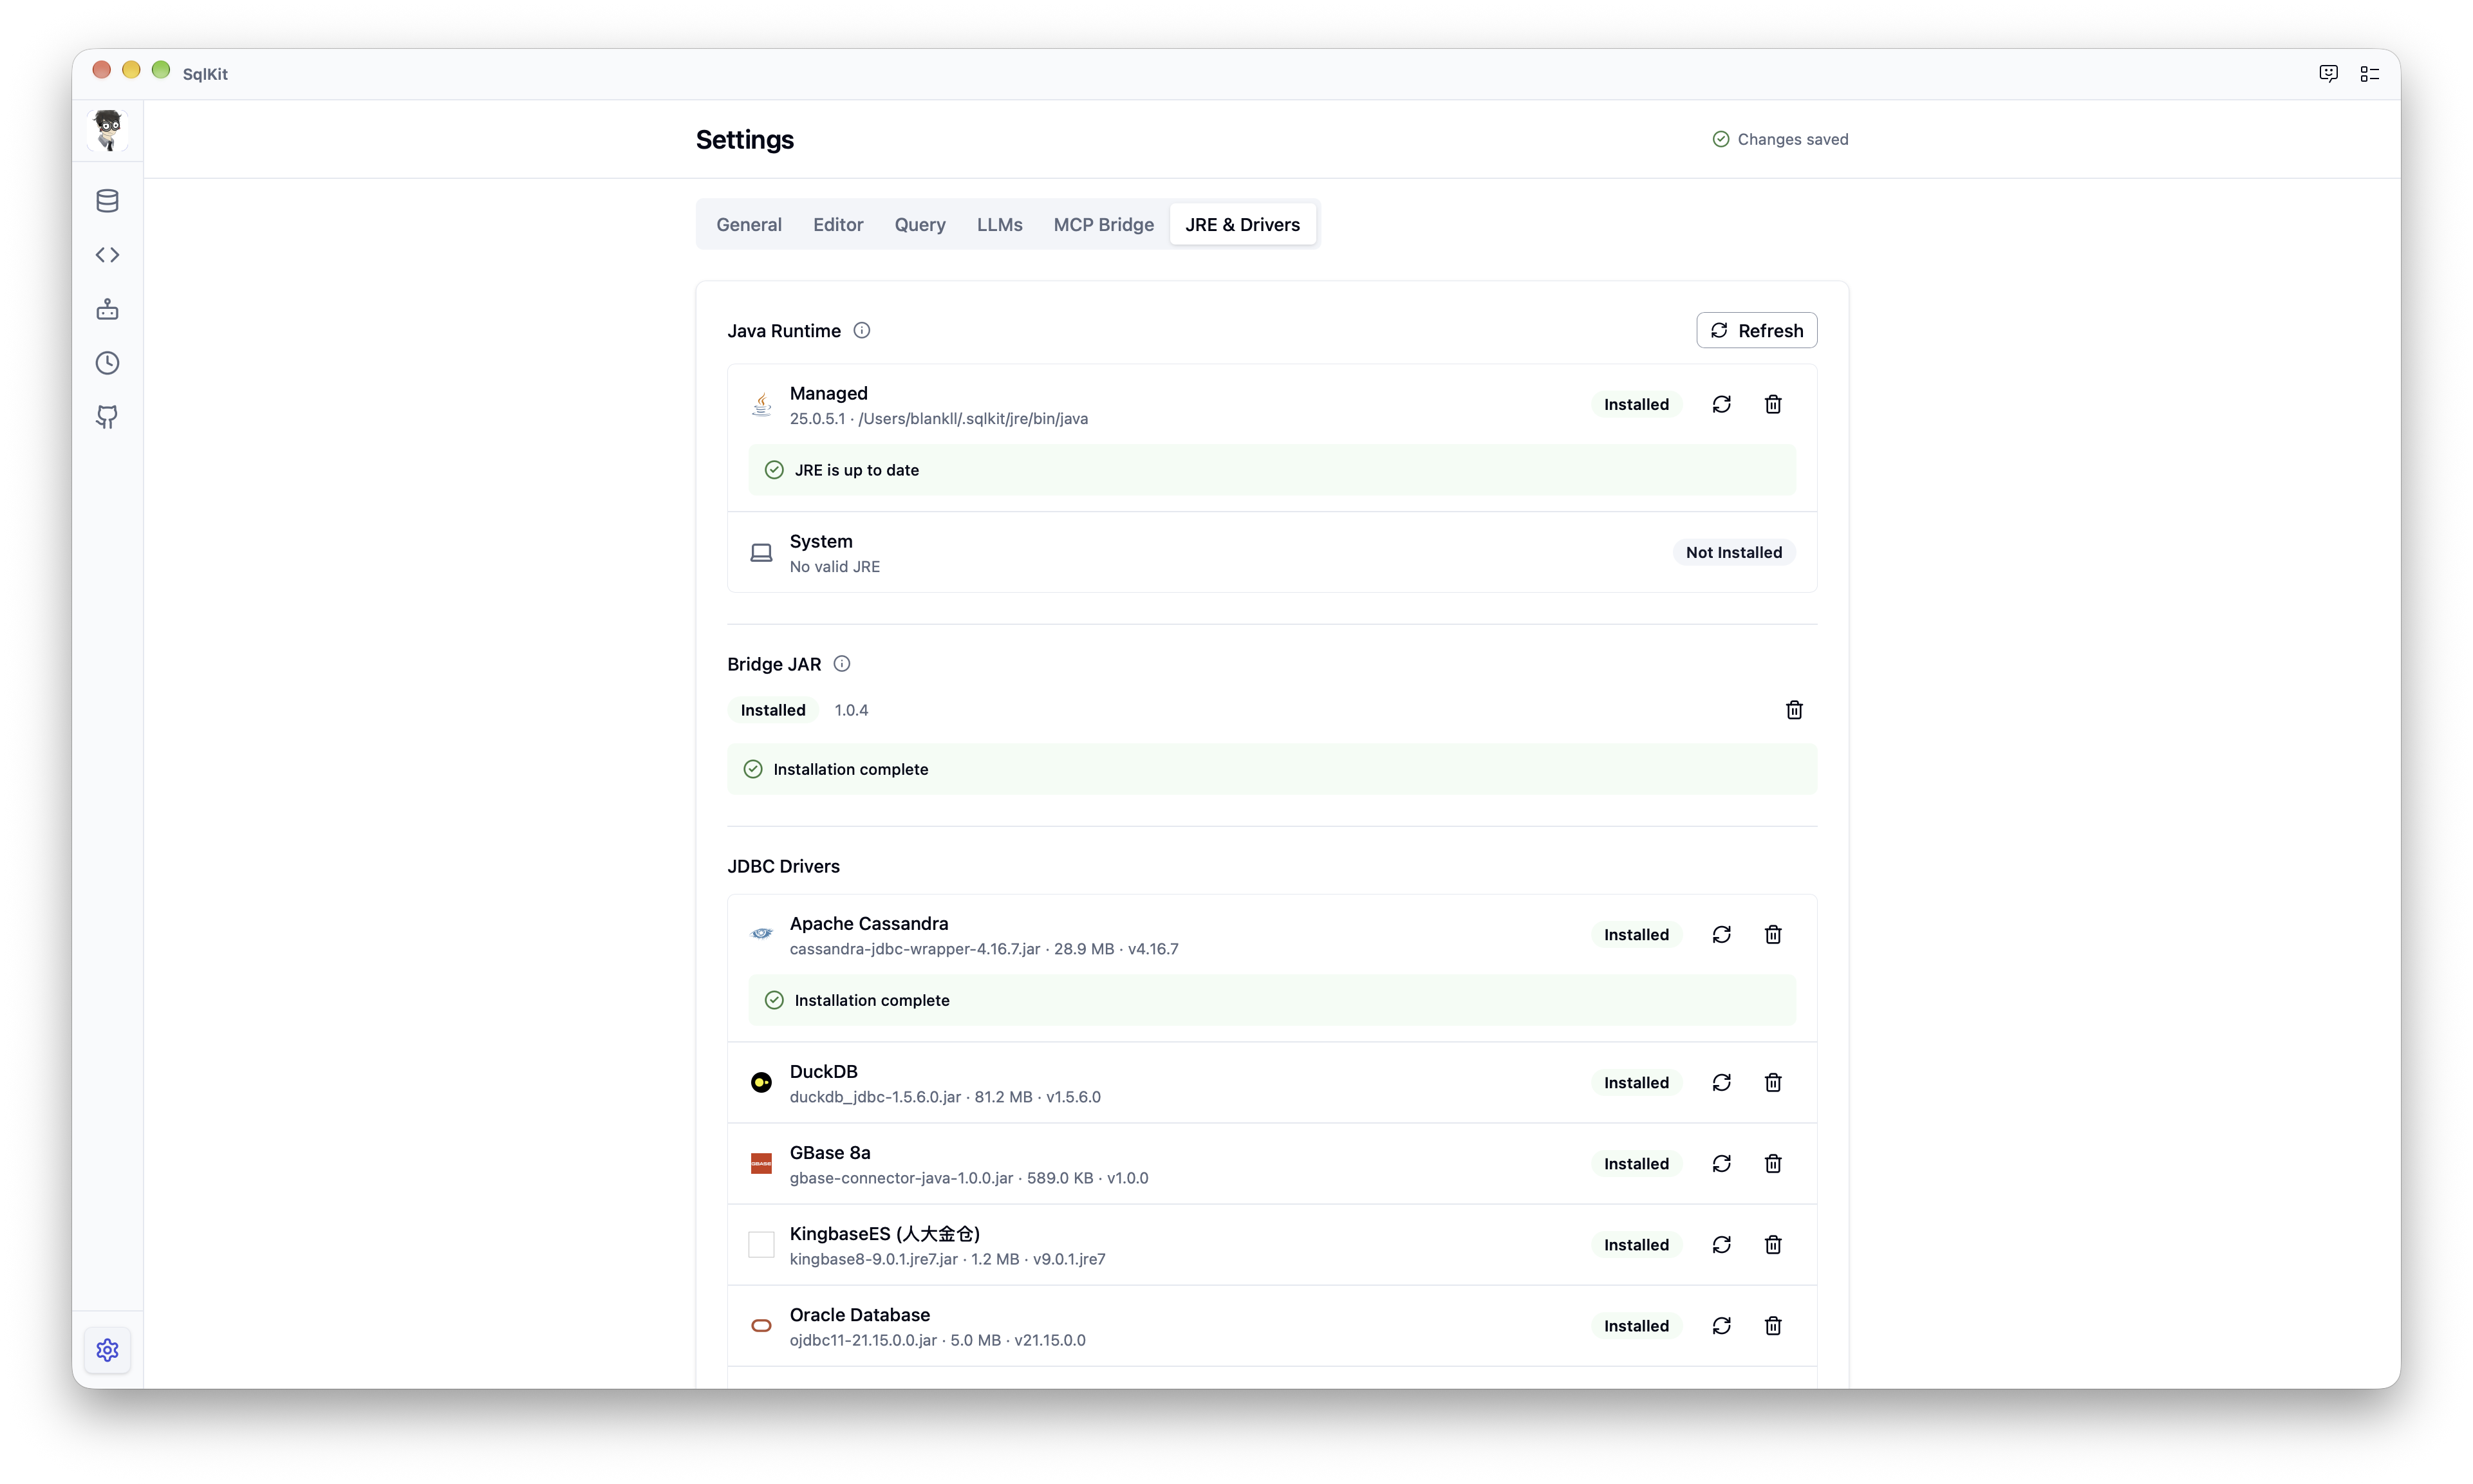 SqlKit
Settings
Changes saved
General
Editor
Query
LLMs
MCP Bridge
JRE & Drivers
Java Runtime
Refresh
Managed
25.0.5.1 · /Users/blankll/.sqlkit/jre/bin/java
Installed
JRE is up to date
System
No valid JRE
Not Installed
Bridge JAR
Installed 1.0.4
Installation complete
JDBC Drivers
Apache Cassandra
cassandra-jdbc-wrapper-4.16.7.jar · 28.9 MB · v4.16.7
Installed
Installation complete
DuckDB
duckdb_jdbc-1.5.6.0.jar · 81.2 MB · v1.5.6.0
Installed
GBASE
GBase 8a
gbase-connector-java-1.0.0.jar · 589.0 KB · v1.0.0
Installed
KingbaseES (人大金仓)
kingbase8-9.0.1.jre7.jar · 1.2 MB · v9.0.1.jre7
Installed
Oracle Database
ojdbc11-21.15.0.0.jar · 5.0 MB · v21.15.0.0
Installed